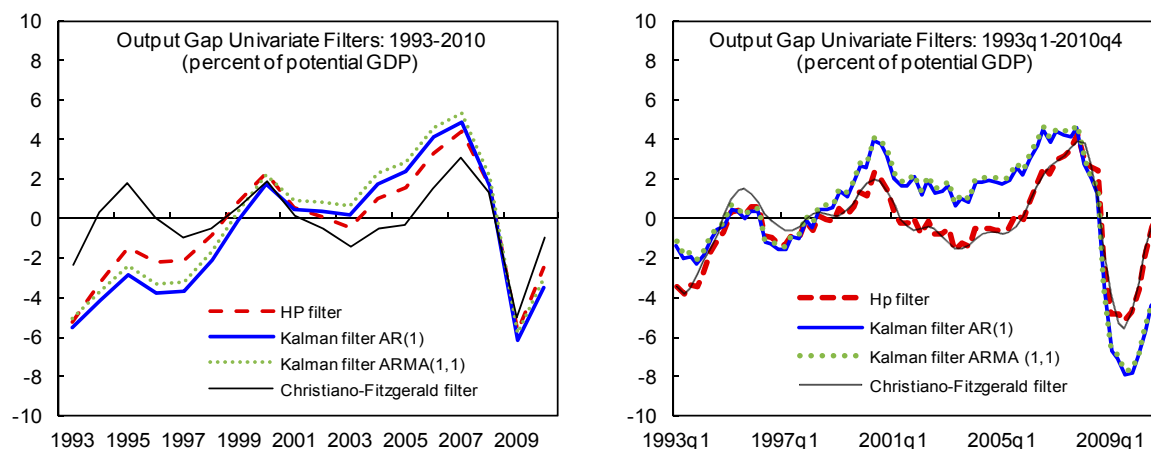 Output Gap Univariate Filters: 1993-2010
(percent of potential GDP)
10
8
6
4
2
0
-2
-4
-6
-8
-10
HP filter
Kalman filter AR(1)
Kalman filter ARMA(1,1)
Christiano-Fitzgerald filter
1993 1995 1997 1999 2001 2003 2005 2007 2009
Output Gap Univariate Filters: 1993q1-2010q4
(percent of potential GDP)
10
8
6
4
2
0
-2
-4
-6
-8
-10
Hp filter
Kalman filter AR(1)
Kalman filter ARMA (1,1)
Christiano-Fitzgerald filter
1993q1 1997q1 2001q1 2005q1 2009q1